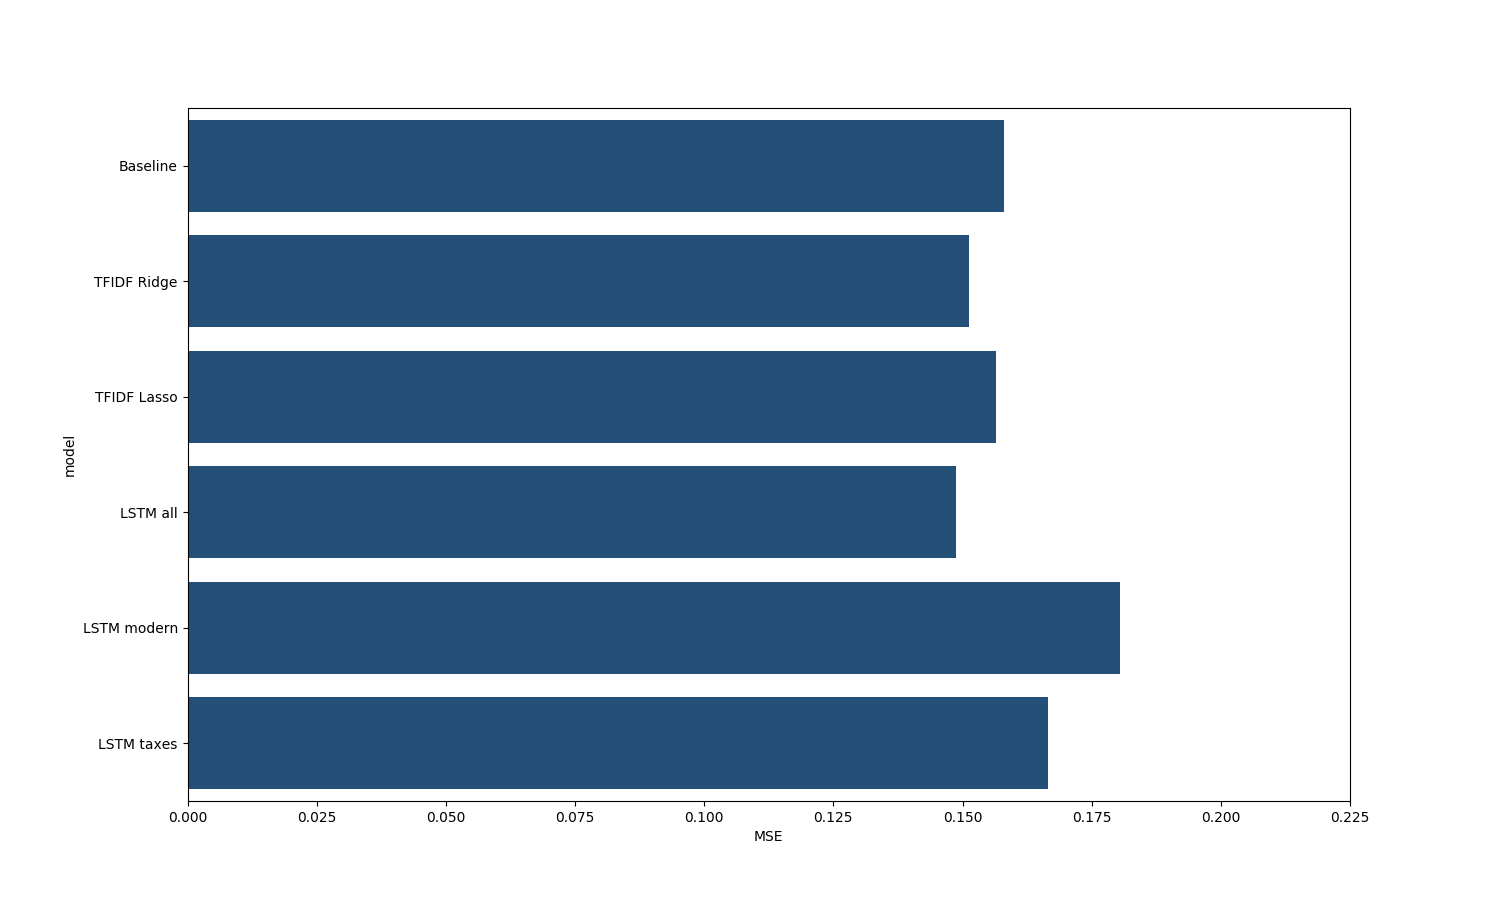 Baseline
TFIDF Ridge
TFIDF Lasso
model
LSTM all
LSTM modern
LSTM taxes
0.000 0.025 0.050 0.075 0.100 0.125 0.150 0.175 0.200 0.225
MSE